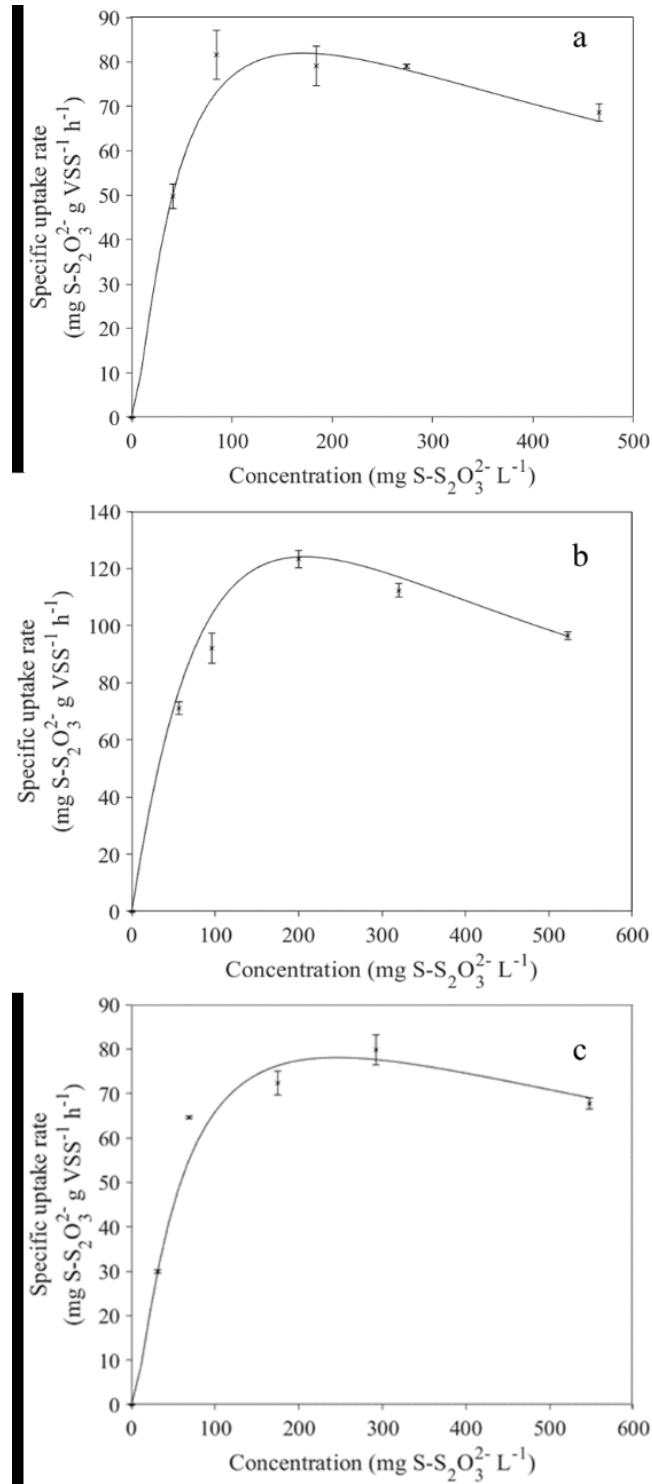 a
90
80
70
60
50
40
30
20
10
0
Specific uptake rate
(mg S-S₂O₃²⁻ g VSS⁻¹ h⁻¹)
0 100 200 300 400 500
Concentration (mg S-S₂O₃²⁻ L⁻¹)
b
140
120
100
80
60
40
20
0
Specific uptake rate
(mg S-S₂O₃²⁻ g VSS⁻¹ h⁻¹)
0 100 200 300 400 500 600
Concentration (mg S-S₂O₃²⁻ L⁻¹)
c
90
80
70
60
50
40
30
20
10
0
Specific uptake rate
(mg S-S₂O₃²⁻ g VSS⁻¹ h⁻¹)
0 100 200 300 400 500 600
Concentration (mg S-S₂O₃²⁻ L⁻¹)